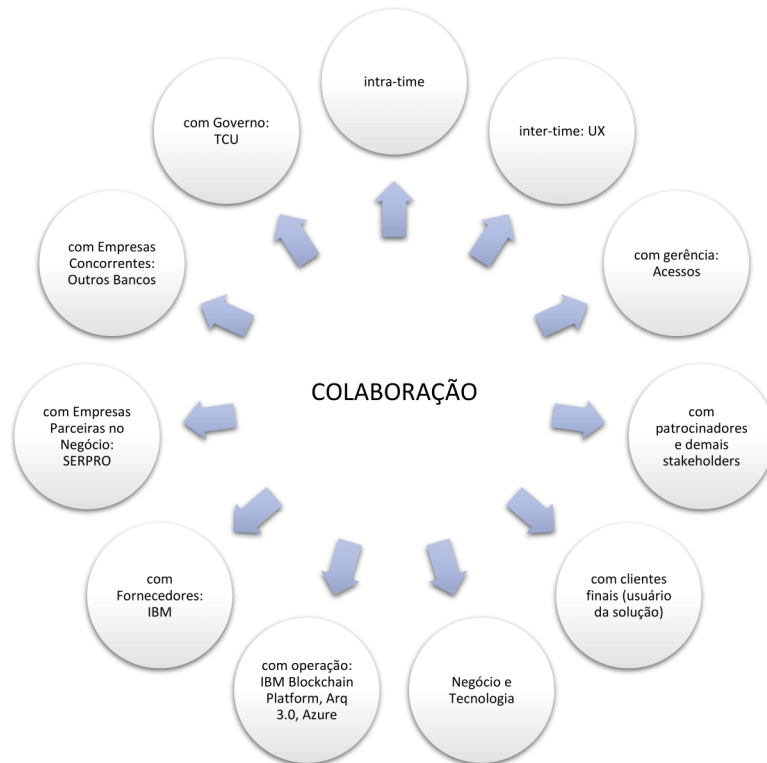 intra-time
inter-time: UX
com gerência:
Acessos
com
patrocinadores
e demais
stakeholders
com clientes
finais (usuário
da solução)
Negócio e
Tecnologia
com operação:
IBM Blockchain
Platform, Arq
3.0, Azure
com
Fornecedores:
IBM
com Empresas
Parceiras no
Negócio:
SERPRO
com Empresas
Concorrentes:
Outros Bancos
com Governo:
TCU
COLABORAÇÃO